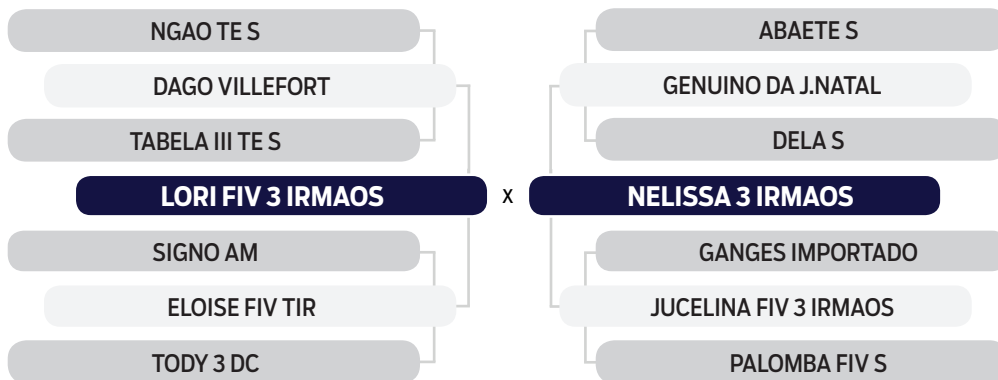 NGAO TE S
ABAETE S
DAGO VILLEFORT
GENUINO DA J.NATAL
TABELA III TE S
DELA S
LORI FIV 3 IRMAOS x NELISSA 3 IRMAOS
SIGNO AM
GANGES IMPORTADO
ELOISE FIV TIR
JUCELINA FIV 3 IRMAOS
TODY 3 DC
PALOMBA FIV S